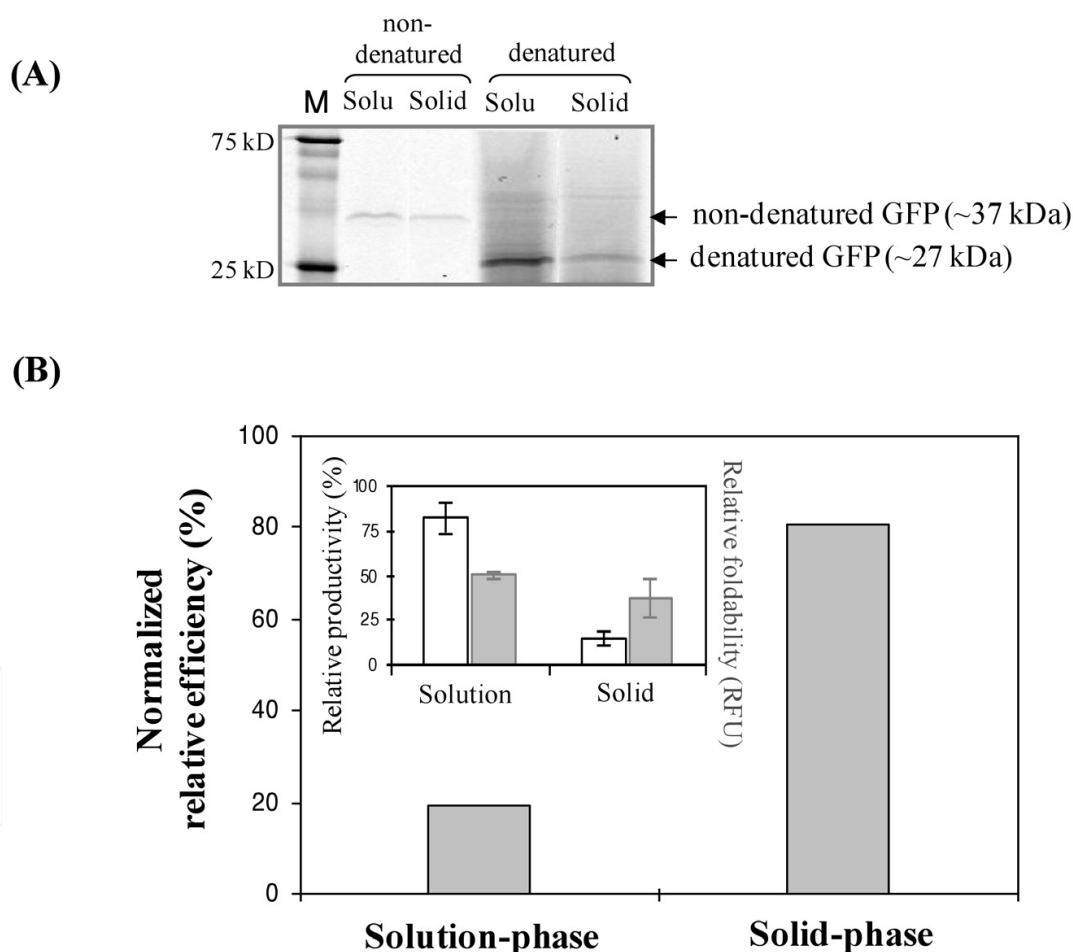 (A)
non-
denatured
denatured
M Solu Solid Solu Solid
75 kD
non-denatured GFP (~37 kDa)
denatured GFP (~27 kDa)
25 kD
(B)
Normalized
relative efficiency (%)
100
80
60
40
20
0
Relative productivity (%)
100
75
50
25
0
Solution Solid
Relative foldability (RFU)
Solution-phase Solid-phase